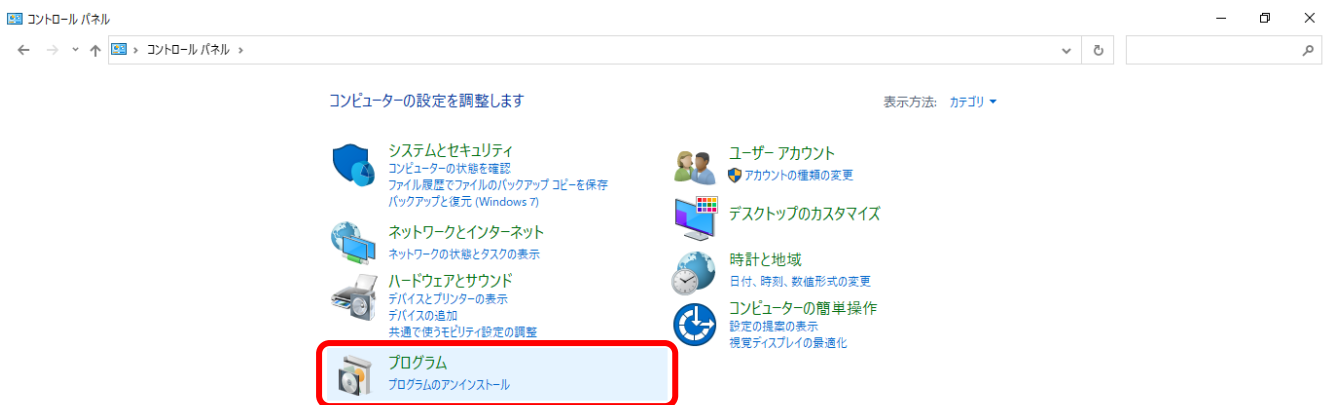 コントロール パネル
コントロール パネル
コンピューターの設定を調整します
表示方法: カテゴリ
システムとセキュリティ
コンピューターの状態を確認
ファイル履歴でファイルのバックアップ コピーを保存
バックアップと復元 (Windows 7)
ネットワークとインターネット
ネットワークの状態とタスクの表示
ハードウェアとサウンド
デバイスとプリンターの表示
デバイスの追加
共通で使うモビリティ設定の調整
プログラム
プログラムのアンインストール
ユーザー アカウント
アカウントの種類の変更
デスクトップのカスタマイズ
時計と地域
日付、時刻、数値形式の変更
コンピューターの簡単操作
設定の提案の表示
視覚ディスプレイの最適化